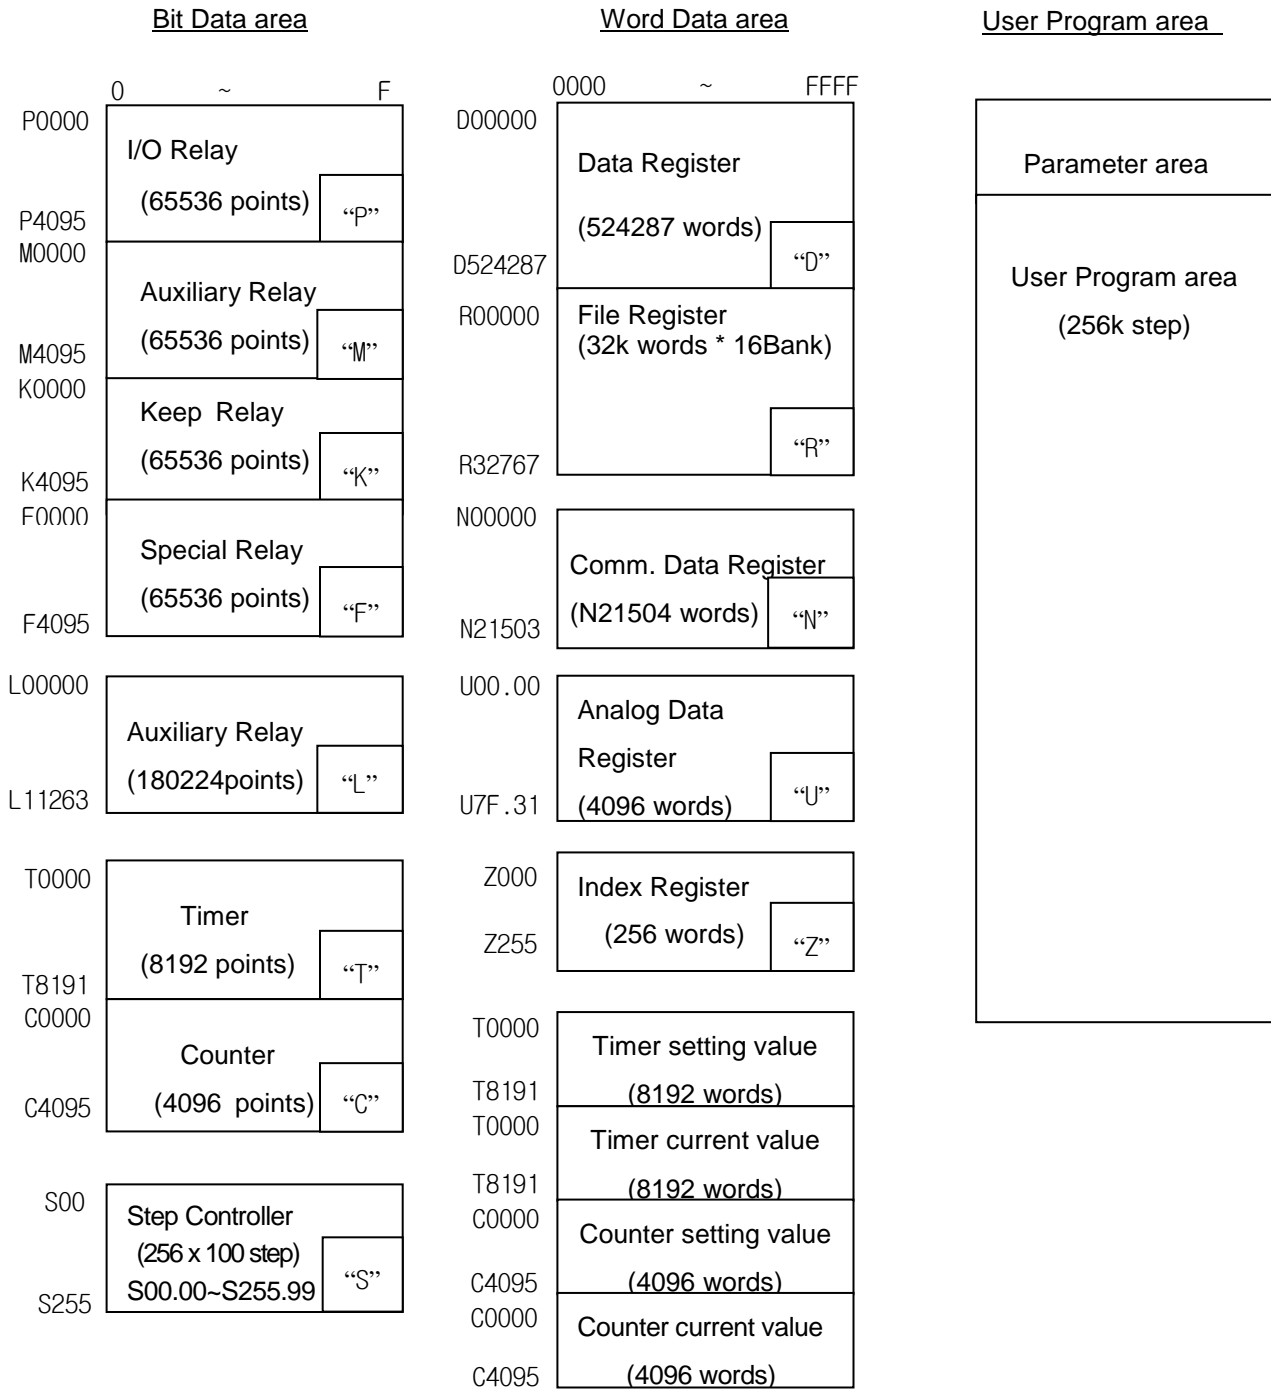 Bit Data area
0 ~ F
P0000
I/O Relay
(65536 points)
“P”
P4095
M0000
Auxiliary Relay
(65536 points)
“M”
M4095
K0000
Keep Relay
(65536 points)
“K”
K4095
F0000
Special Relay
(65536 points)
“F”
F4095
L00000
Auxiliary Relay
(180224points)
“L”
L11263
T0000
Timer
(8192 points)
“T”
T8191
C0000
Counter
(4096 points)
“C”
C4095
S00
Step Controller
(256 x 100 step)
S00.00~S255.99
“S”
S255
Word Data area
0000 ~ FFFF
D00000
Data Register
(524287 words)
“D”
D524287
R00000
File Register
(32k words * 16Bank)
“R”
R32767
N00000
Comm. Data Register
(N21504 words)
“N”
N21503
U00.00
Analog Data
Register
(4096 words)
“U”
U7F.31
Z000
Index Register
(256 words)
“Z”
Z255
T0000
Timer setting value
(8192 words)
T8191
T0000
Timer current value
(8192 words)
T8191
C0000
Counter setting value
(4096 words)
C4095
C0000
Counter current value
(4096 words)
C4095
User Program area
Parameter area
User Program area
(256k step)